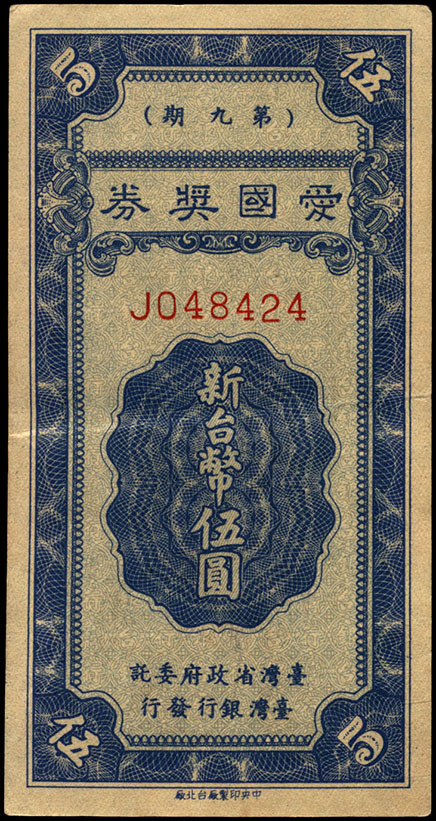 5 伍
(第九期)
愛國獎券
J048424
新台幣伍圓
臺灣省政府委託
臺灣銀行發行
伍 5
中央印製廠台北廠